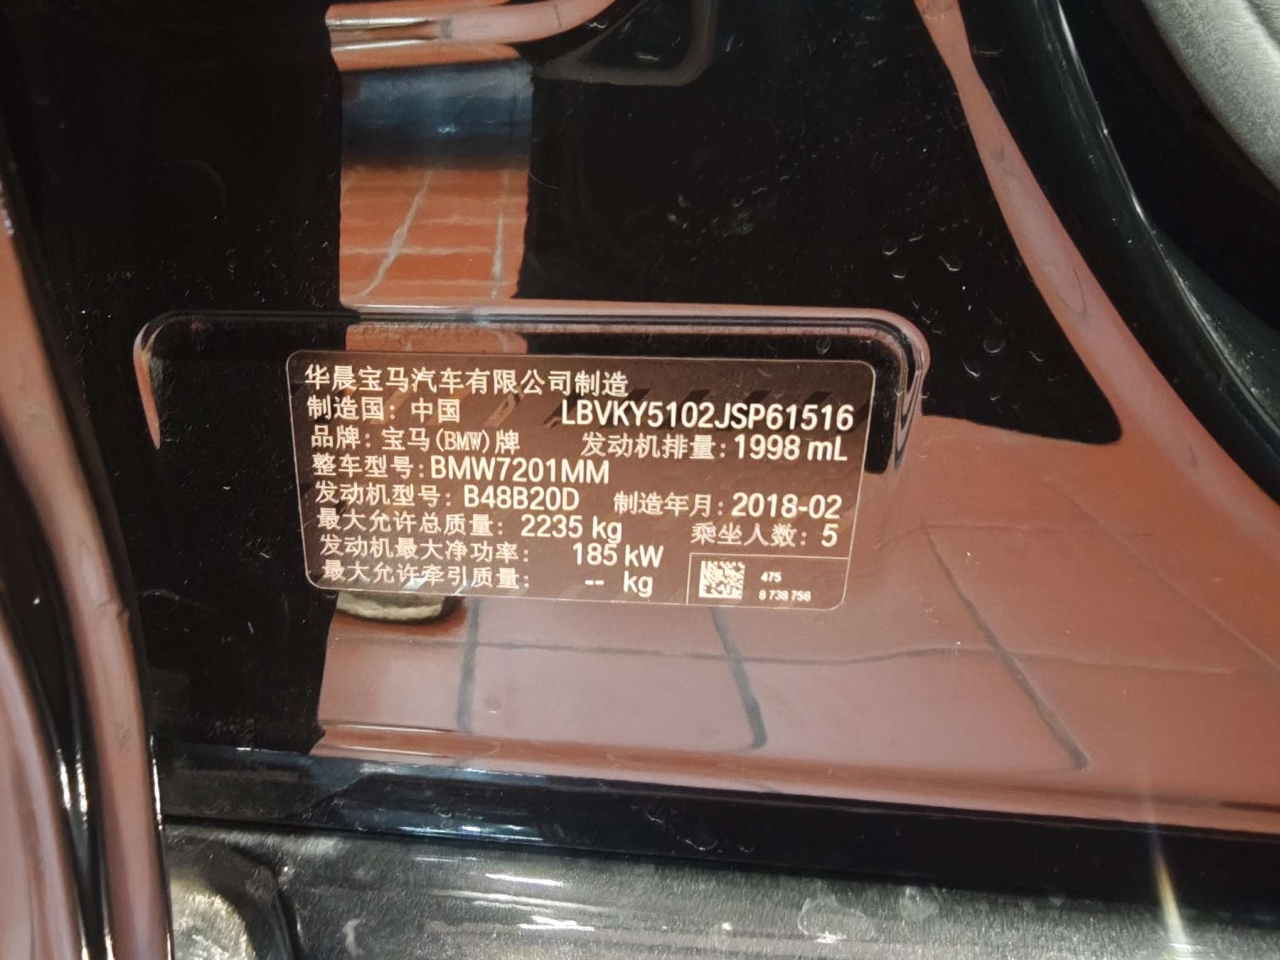 华晨宝马汽车有限公司制造
制造国：中国 LBVKY5102JSP61516
品牌：宝马(BMW)牌 发动机排量：1998 mL
整车型号：BMW7201MM
发动机型号：B48B20D 制造年月：2018-02
最大允许总质量：2235 kg 乘坐人数：5
发动机最大净功率：185 kW
最大允许牵引质量：-- kg
475
8 738 756